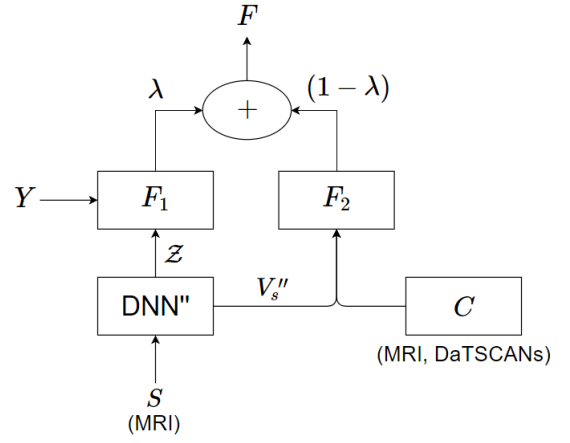 F
λ
(1 − λ)
+
Y
F₁
F₂
𝒵
DNN"
Vₛ″
C
(MRI, DaTSCANs)
S
(MRI)